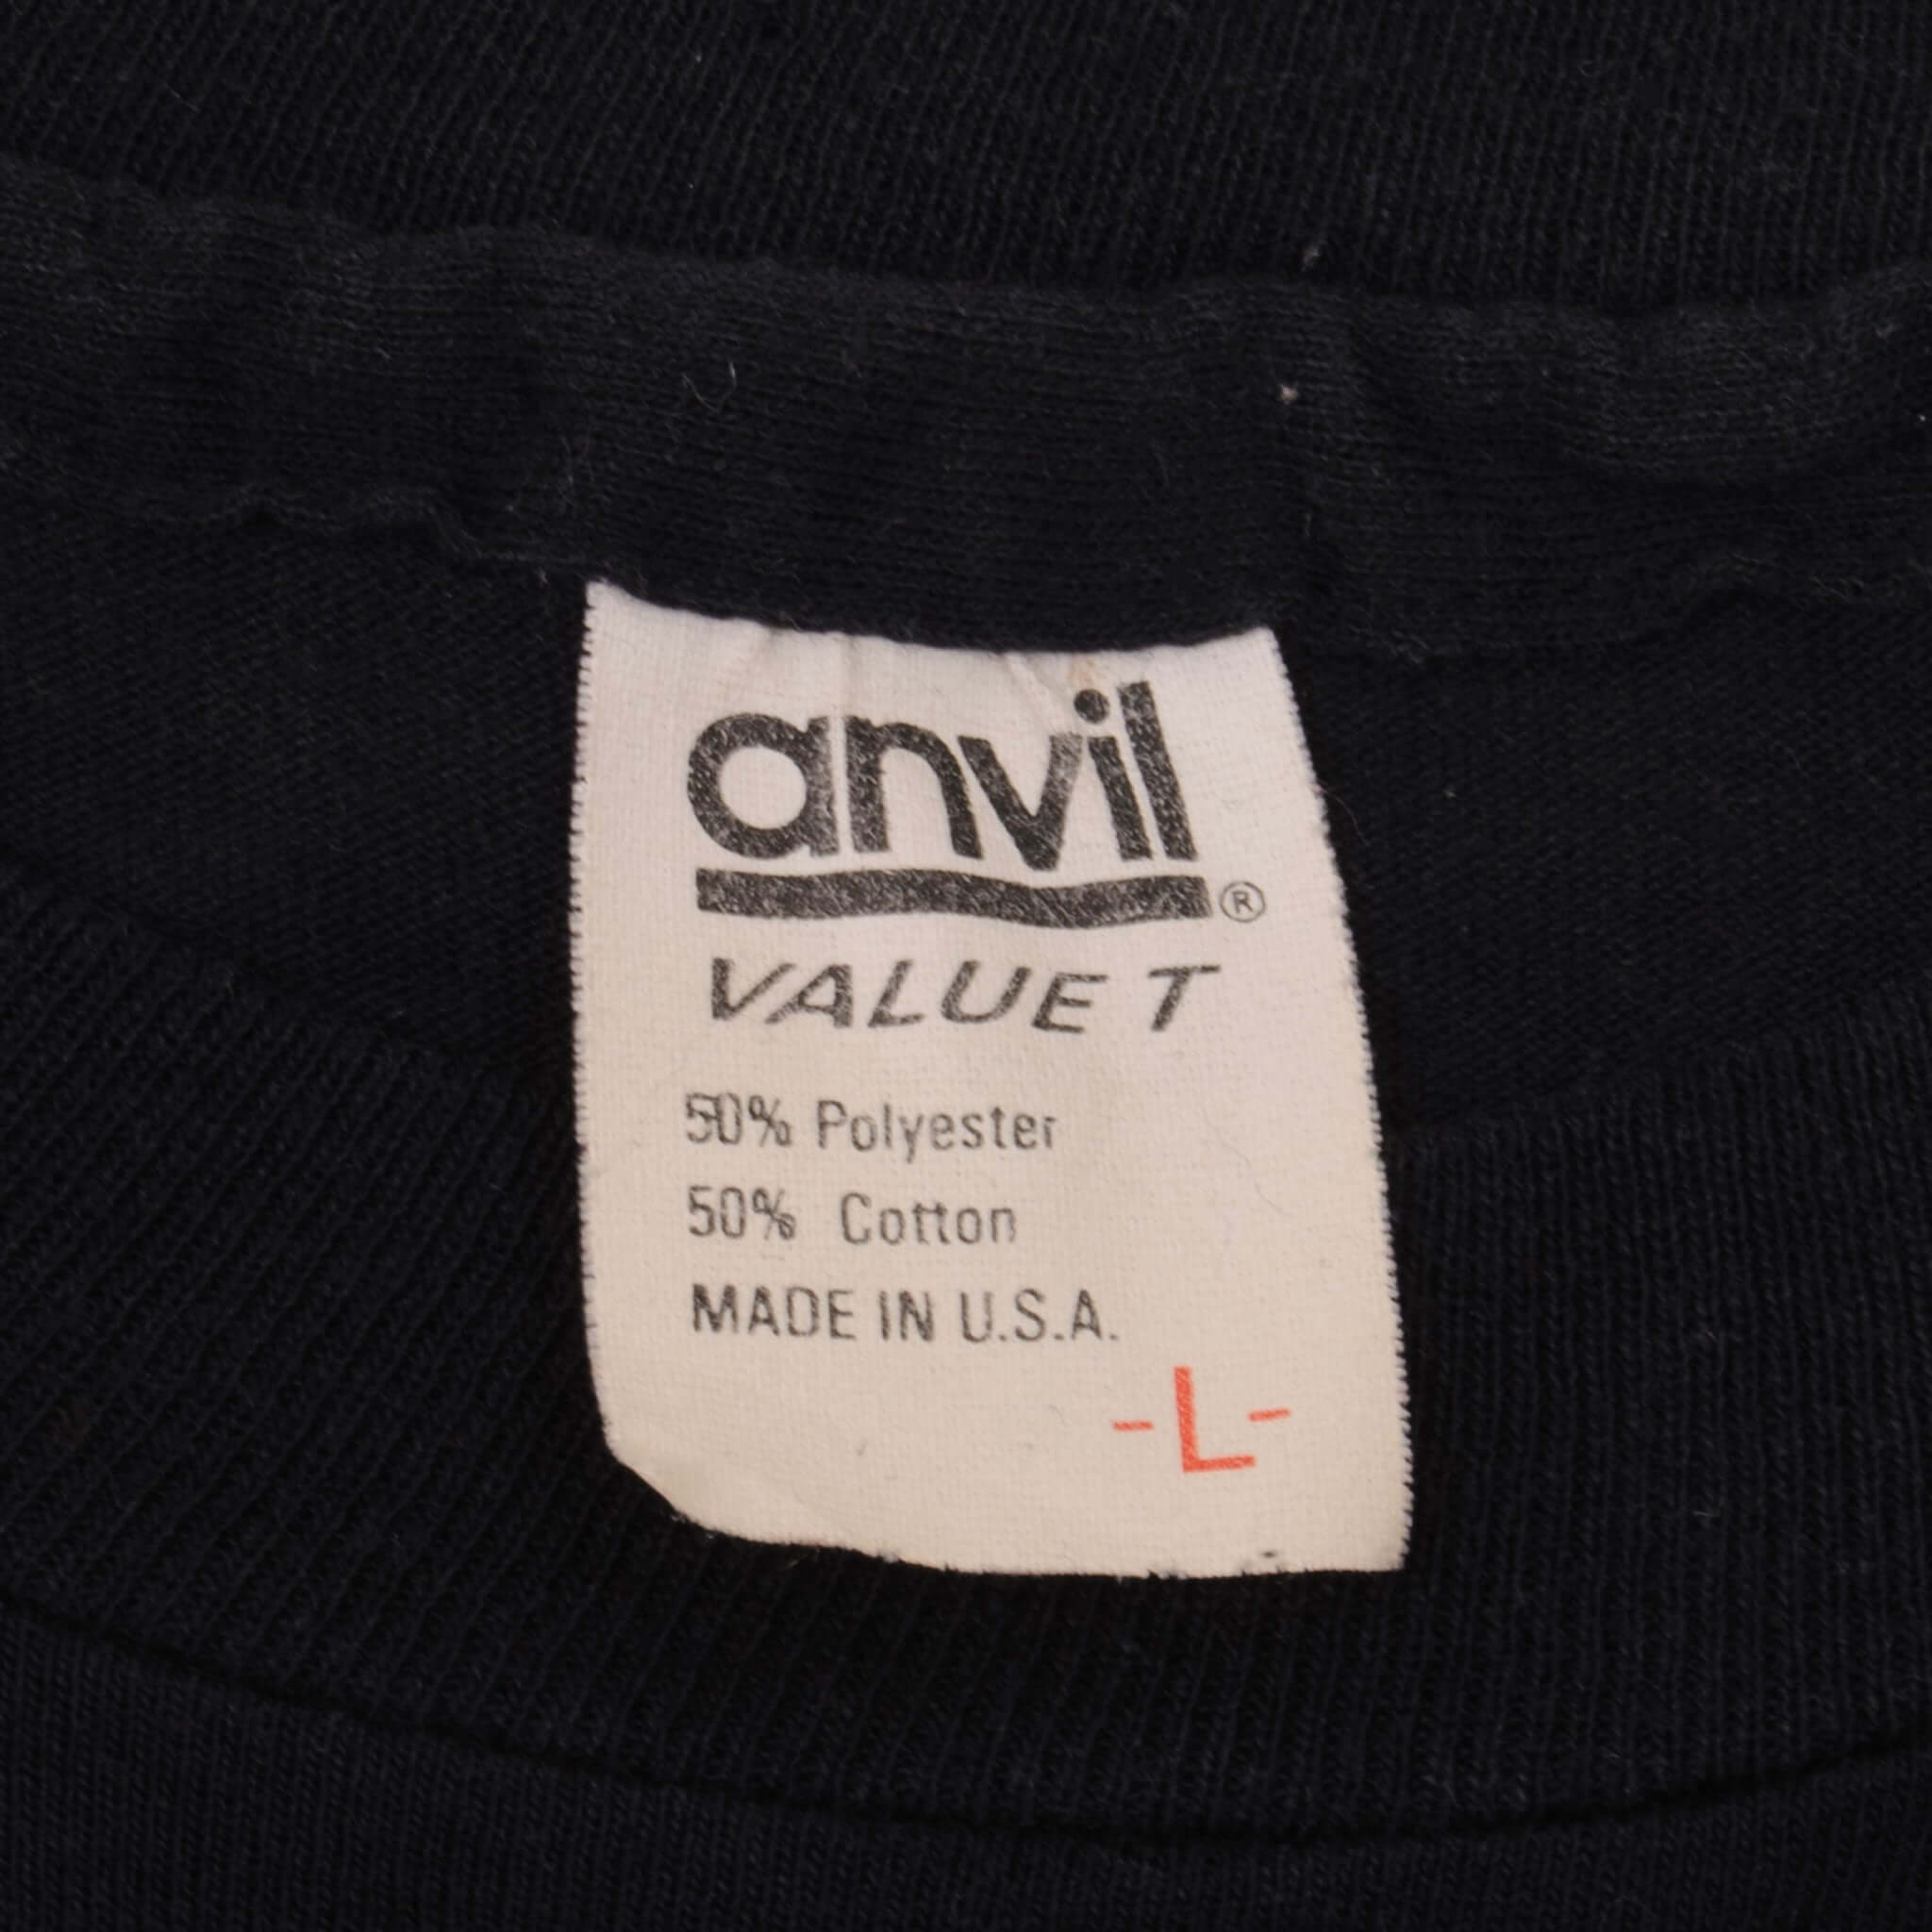 anvil®
VALUE T
50% Polyester
50% Cotton
MADE IN U.S.A.
-L-